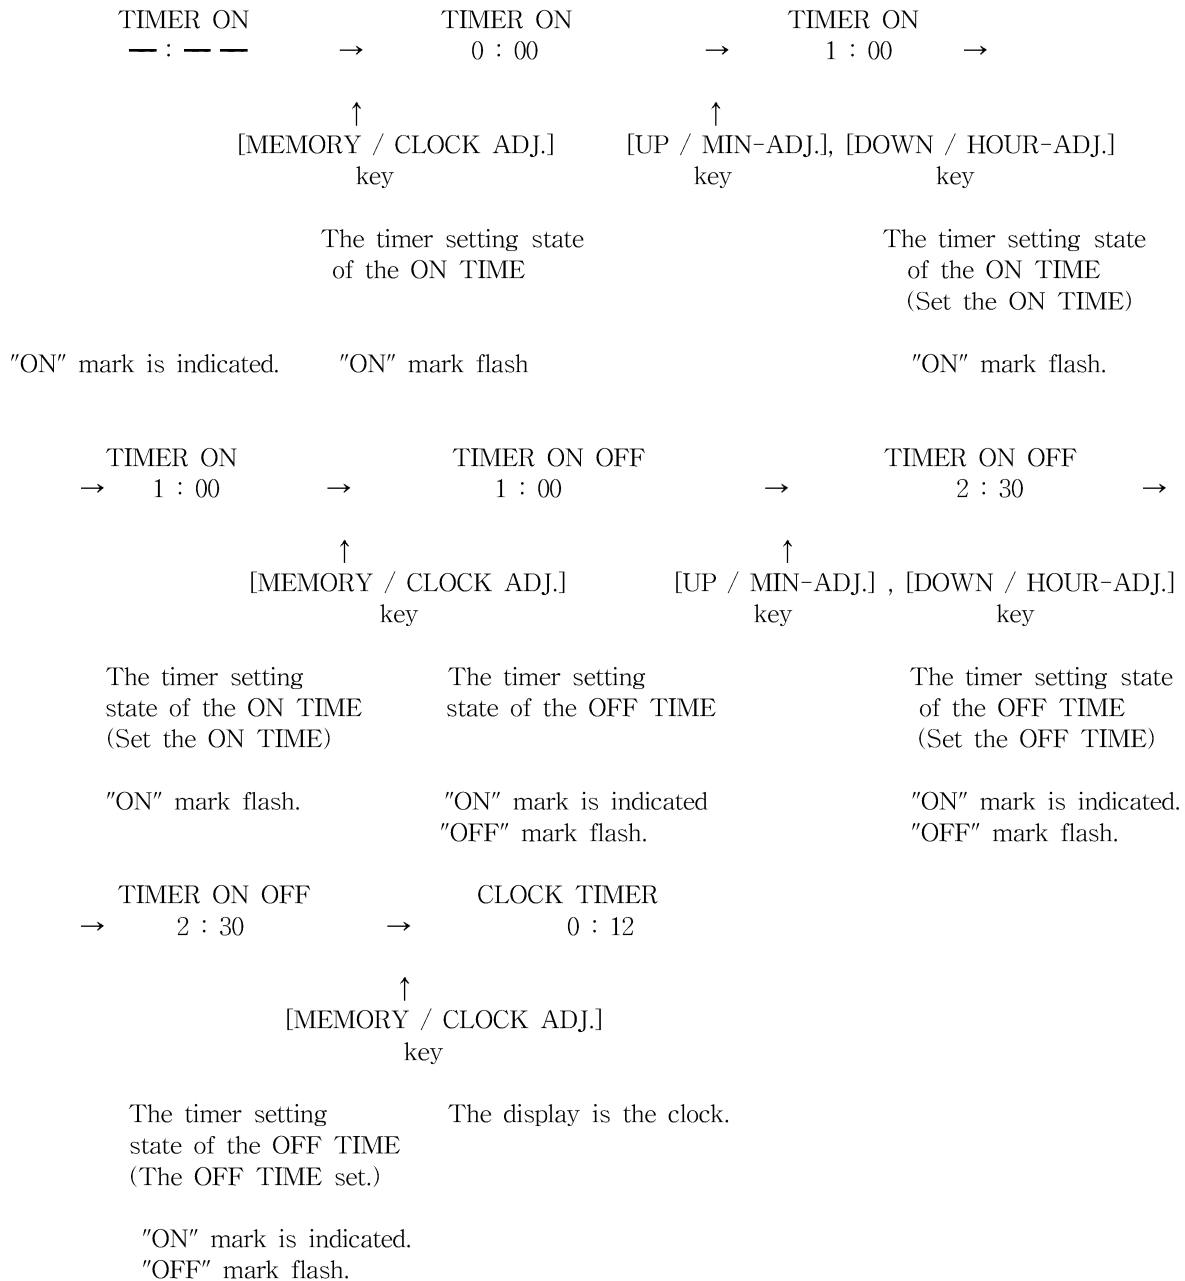 TIMER ON TIMER ON TIMER ON
— : — — → 0 : 00 → 1 : 00 →
↑ ↑
[MEMORY / CLOCK ADJ.] [UP / MIN-ADJ.], [DOWN / HOUR-ADJ.]
key key key
The timer setting state The timer setting state
of the ON TIME of the ON TIME
(Set the ON TIME)
"ON" mark is indicated. "ON" mark flash "ON" mark flash.
TIMER ON TIMER ON OFF TIMER ON OFF
→ 1 : 00 → 1 : 00 → 2 : 30 →
↑ ↑
[MEMORY / CLOCK ADJ.] [UP / MIN-ADJ.] , [DOWN / HOUR-ADJ.]
key key key
The timer setting The timer setting The timer setting state
state of the ON TIME state of the OFF TIME of the OFF TIME
(Set the ON TIME) (Set the OFF TIME)
"ON" mark flash. "ON" mark is indicated "ON" mark is indicated.
"OFF" mark flash. "OFF" mark flash.
TIMER ON OFF CLOCK TIMER
→ 2 : 30 → 0 : 12
↑
[MEMORY / CLOCK ADJ.]
key
The timer setting The display is the clock.
state of the OFF TIME
(The OFF TIME set.)
"ON" mark is indicated.
"OFF" mark flash.